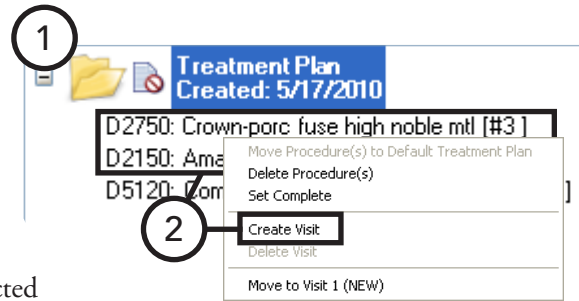 1
Treatment Plan
Created: 5/17/2010
D2750: Crown-porc fuse high noble mtl [#3 ]
D2150: Ama
Move Procedure(s) to Default Treatment Plan
Delete Procedure(s)
D5120: Com
]
Set Complete
2
Create Visit
Delete Visit
cted
Move to Visit 1 (NEW)